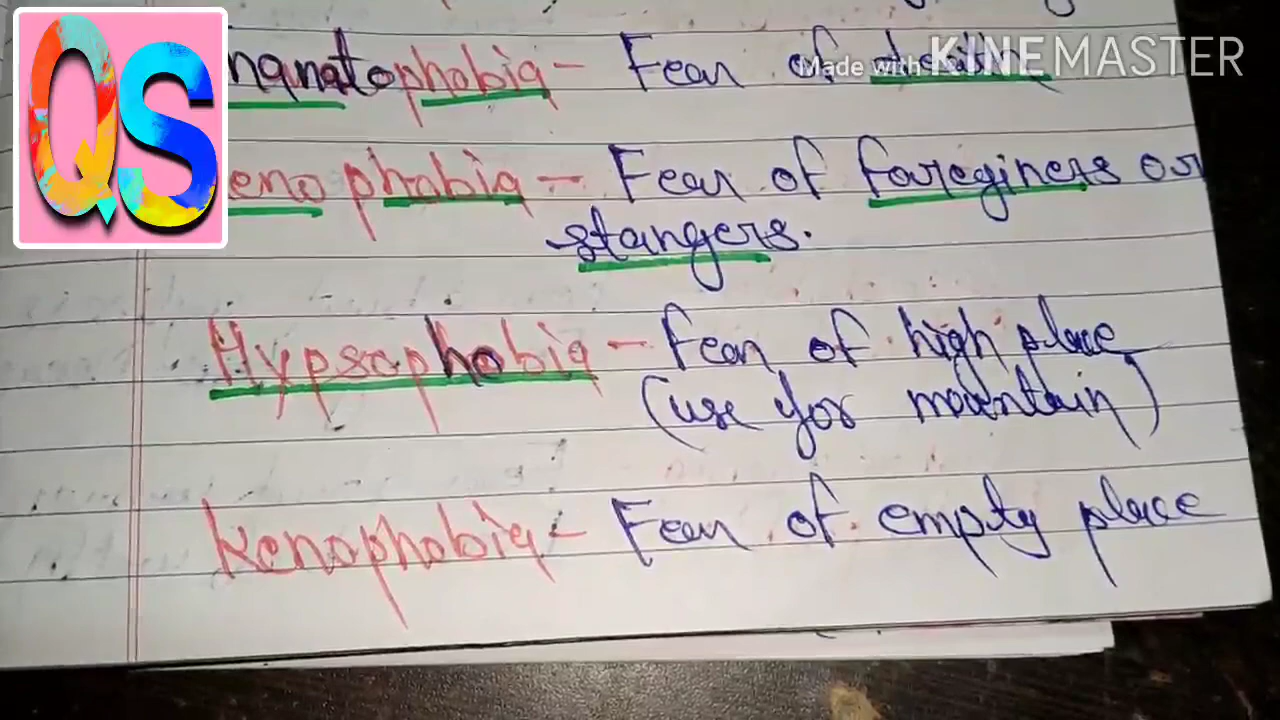 QS
nanatophobia - Fear of death
Made with KINEMASTER
enophobia - Fear of foreginers or
stangers.
Hypsophobia - Fear of high place
(use for mountain)
Kenophobia - Fear of empty place